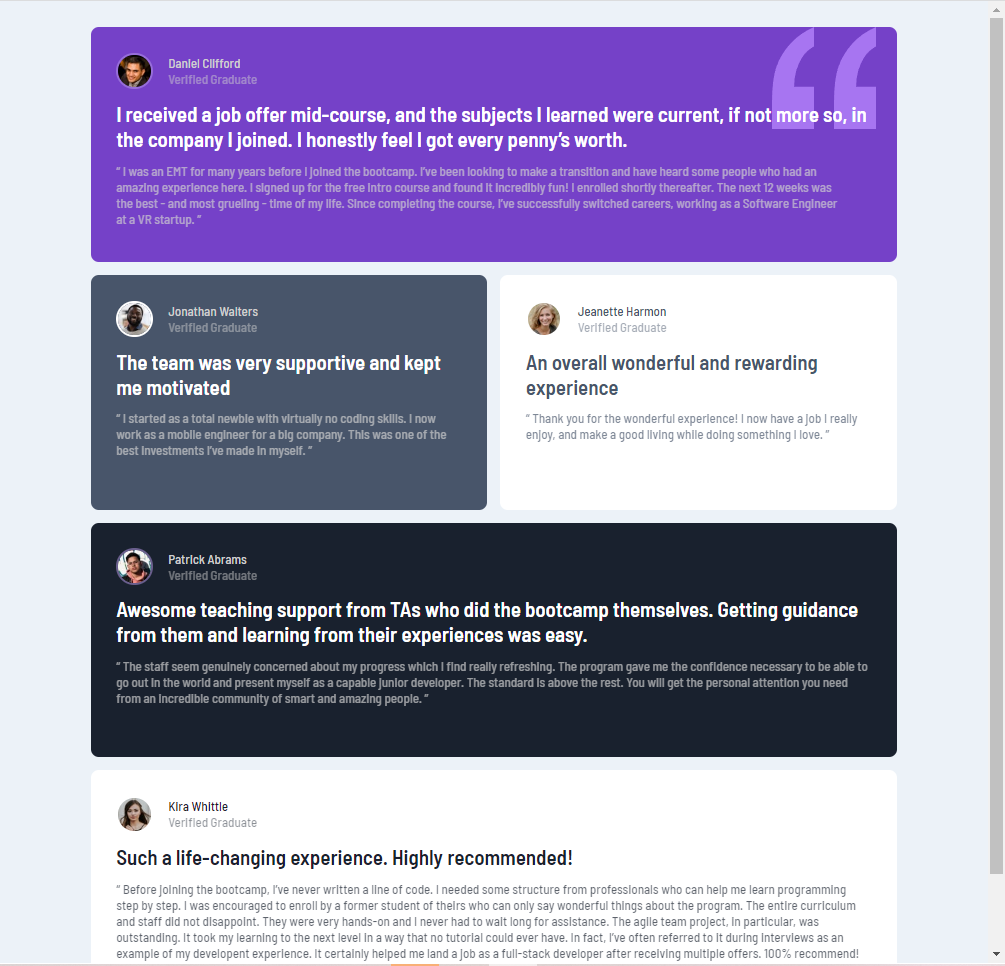 Daniel Clifford
Verified Graduate
I received a job offer mid-course, and the subjects I learned were current, if not more so, in
the company I joined. I honestly feel I got every penny’s worth.
“ I was an EMT for many years before I joined the bootcamp. I’ve been looking to make a transition and have heard some people who had an
amazing experience here. I signed up for the free intro course and found it incredibly fun! I enrolled shortly thereafter. The next 12 weeks was
the best - and most grueling - time of my life. Since completing the course, I’ve successfully switched careers, working as a Software Engineer
at a VR startup. ”
Jonathan Walters
Verified Graduate
The team was very supportive and kept
me motivated
“ I started as a total newbie with virtually no coding skills. I now
work as a mobile engineer for a big company. This was one of the
best investments I’ve made in myself. ”
Jeanette Harmon
Verified Graduate
An overall wonderful and rewarding
experience
“ Thank you for the wonderful experience! I now have a job I really
enjoy, and make a good living while doing something I love. ”
Patrick Abrams
Verified Graduate
Awesome teaching support from TAs who did the bootcamp themselves. Getting guidance
from them and learning from their experiences was easy.
“ The staff seem genuinely concerned about my progress which I find really refreshing. The program gave me the confidence necessary to be able to
go out in the world and present myself as a capable junior developer. The standard is above the rest. You will get the personal attention you need
from an incredible community of smart and amazing people. ”
Kira Whittle
Verified Graduate
Such a life-changing experience. Highly recommended!
“ Before joining the bootcamp, I’ve never written a line of code. I needed some structure from professionals who can help me learn programming
step by step. I was encouraged to enroll by a former student of theirs who can only say wonderful things about the program. The entire curriculum
and staff did not disappoint. They were very hands-on and I never had to wait long for assistance. The agile team project, in particular, was
outstanding. It took my learning to the next level in a way that no tutorial could ever have. In fact, I’ve often referred to it during interviews as an
example of my developent experience. It certainly helped me land a job as a full-stack developer after receiving multiple offers. 100% recommend!